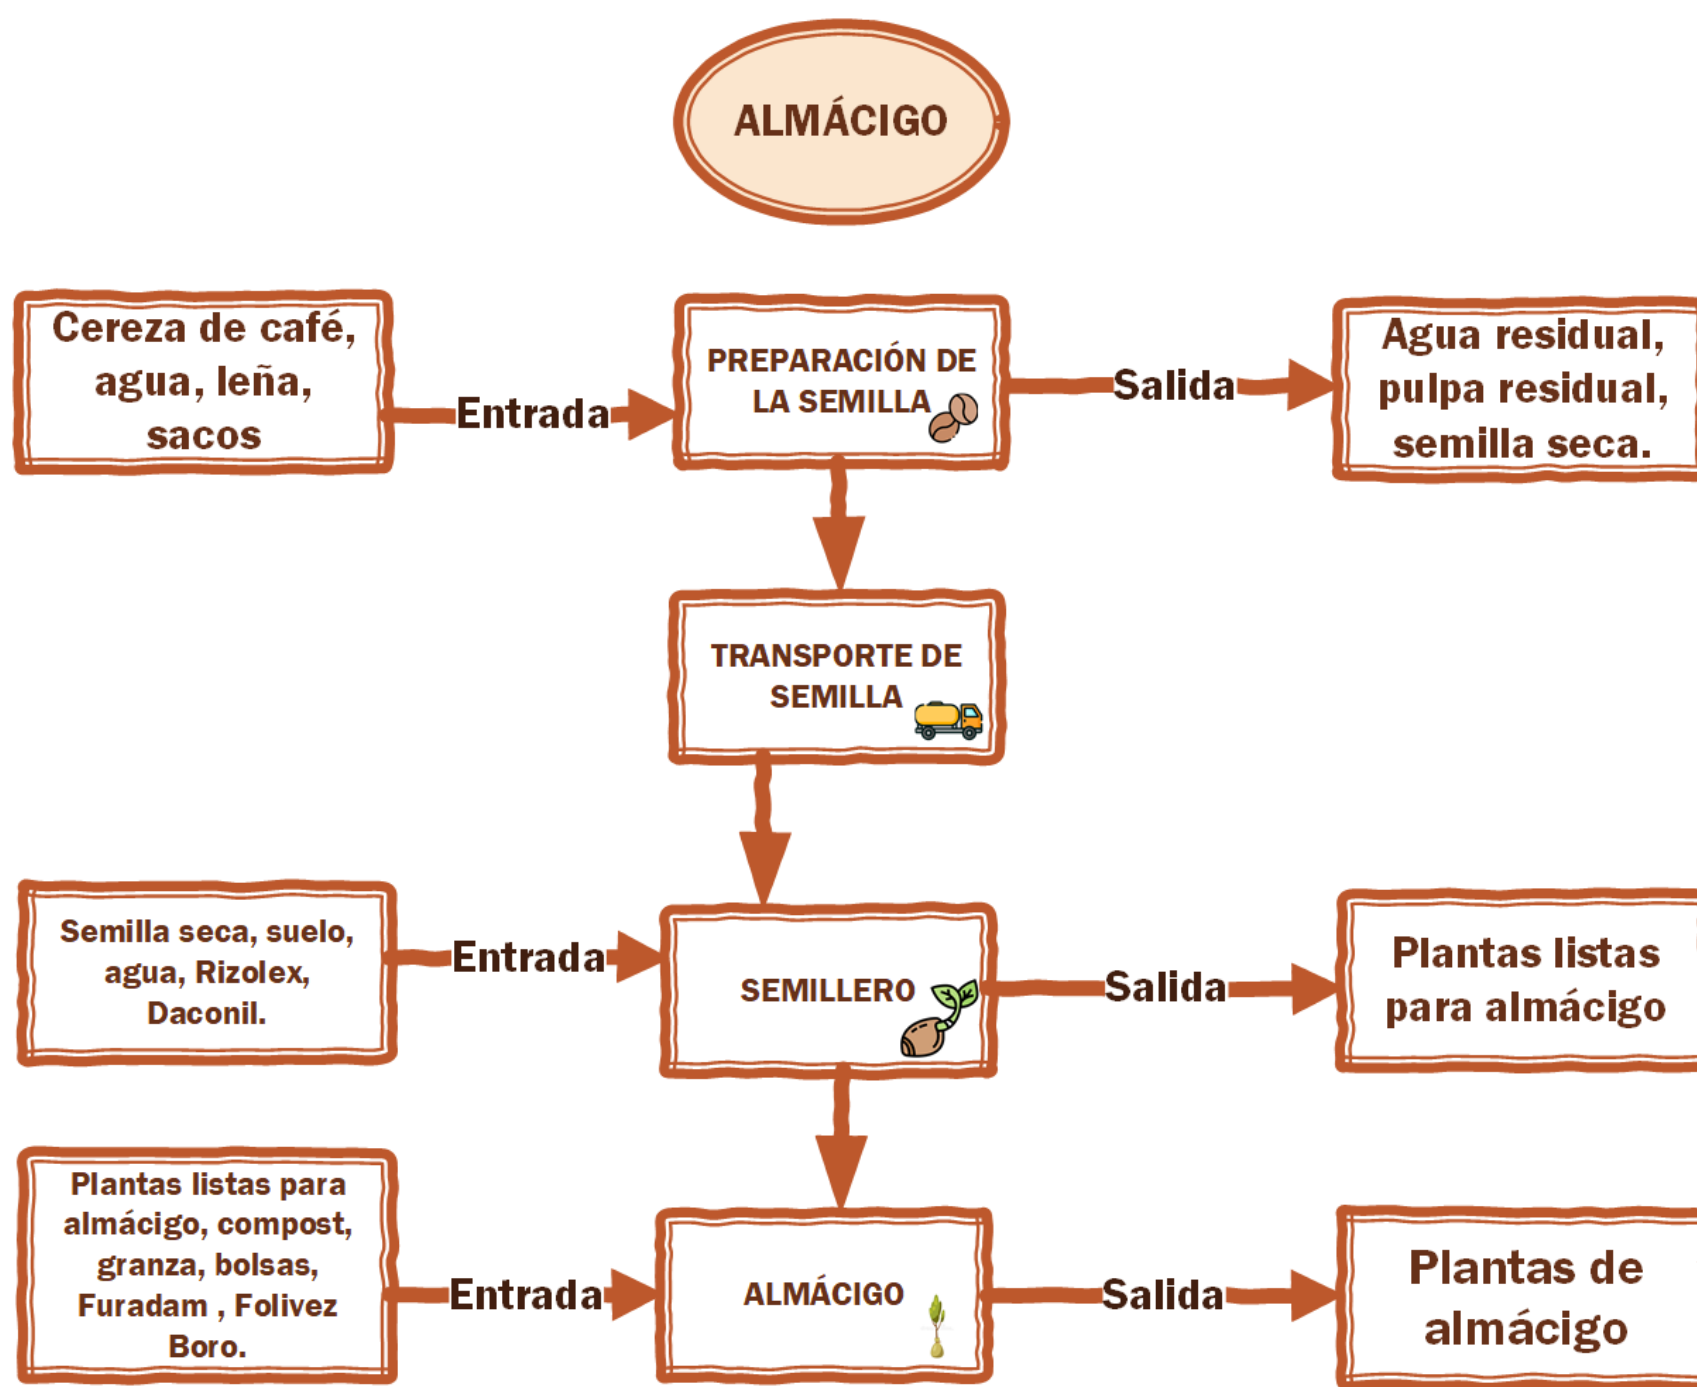 ALMÁCIGO
Cereza de café,
agua, leña,
sacos
Entrada
PREPARACIÓN DE
LA SEMILLA
Salida
Agua residual,
pulpa residual,
semilla seca.
TRANSPORTE DE
SEMILLA
Semilla seca, suelo,
agua, Rizolex,
Daconil.
Entrada
SEMILLERO
Salida
Plantas listas
para almácigo
Plantas listas para
almácigo, compost,
granza, bolsas,
Furadam , Folivez
Boro.
Entrada
ALMÁCIGO
Salida
Plantas de
almácigo